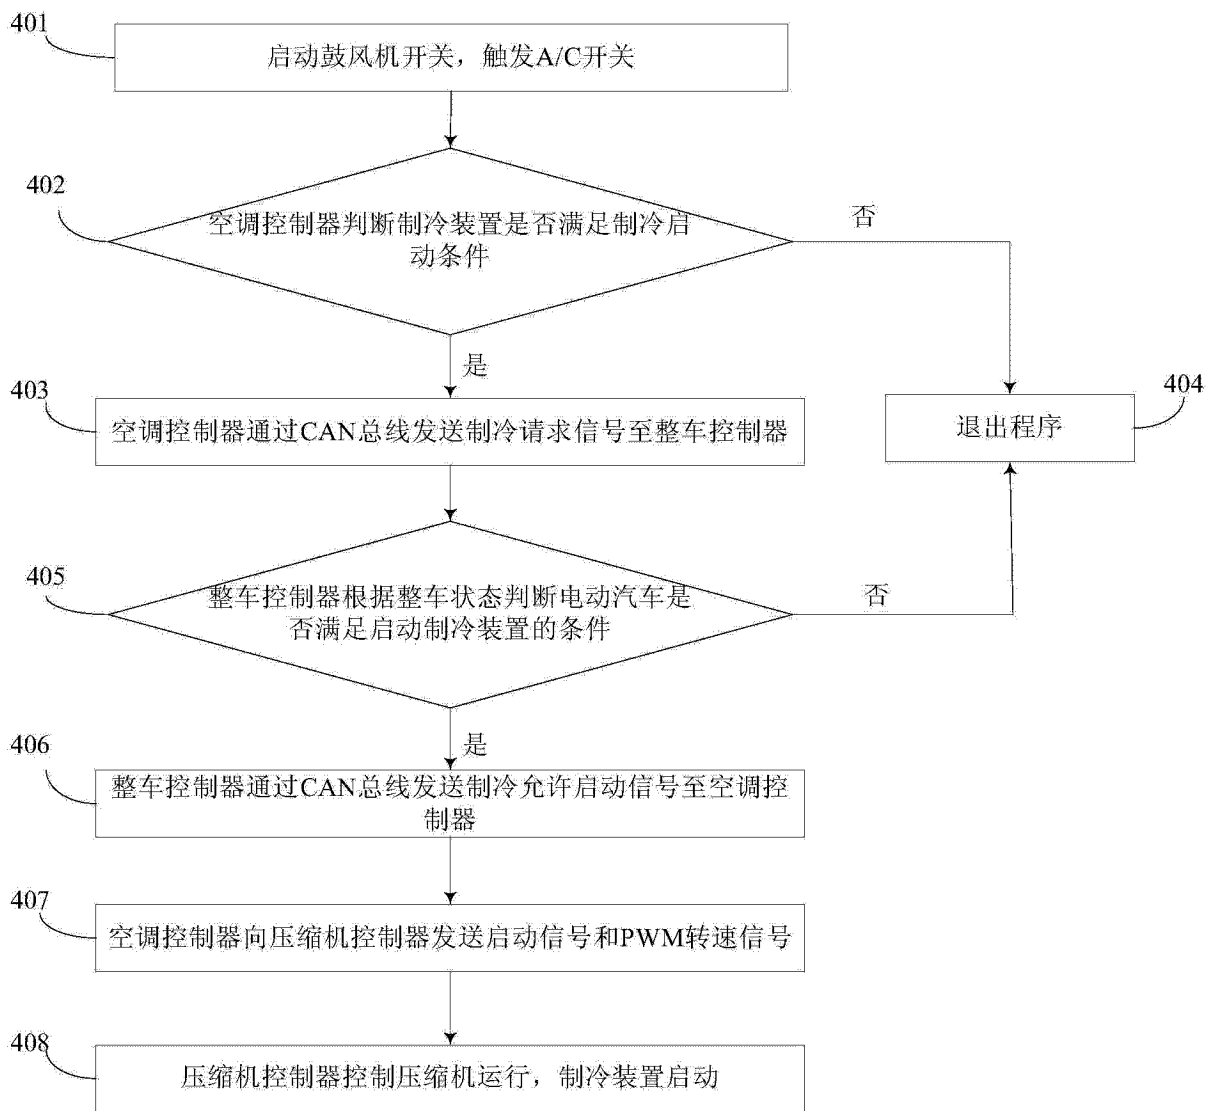 401
启动鼓风机开关，触发A/C开关
402
空调控制器判断制冷装置是否满足制冷启
动条件
否
是
403
空调控制器通过CAN总线发送制冷请求信号至整车控制器
404
退出程序
405
整车控制器根据整车状态判断电动汽车是
否满足启动制冷装置的条件
否
是
406
整车控制器通过CAN总线发送制冷允许启动信号至空调控
制器
407
空调控制器向压缩机控制器发送启动信号和PWM转速信号
408
压缩机控制器控制压缩机运行，制冷装置启动